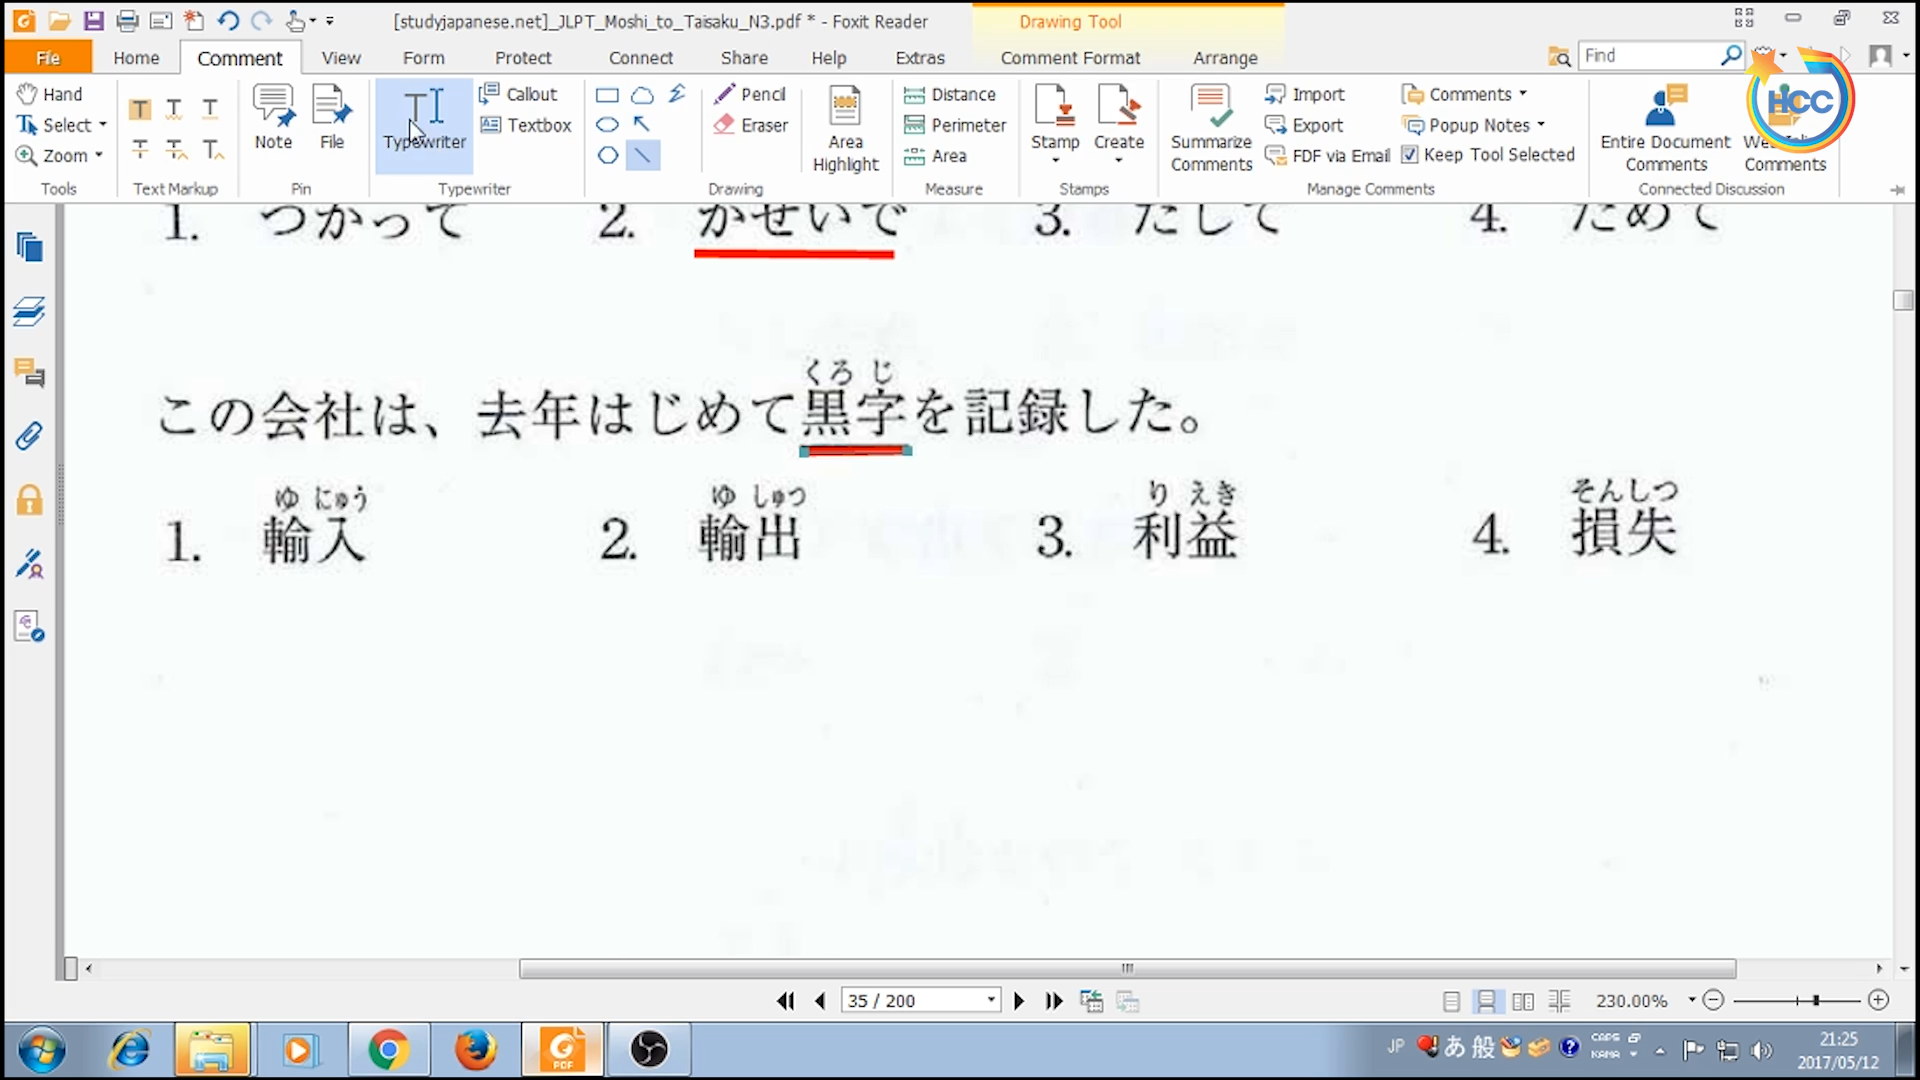 [studyjapanese.net]_JLPT_Moshi_to_Taisaku_N3.pdf * - Foxit Reader
Drawing Tool
File Home Comment View Form Protect Connect Share Help Extras Comment Format Arrange Find
Hand
Select
Zoom
Tools
Text Markup
Note
File
Pin
Typewriter
Callout
Textbox
Typewriter
Pencil
Eraser
Drawing
Area Highlight
Distance
Perimeter
Area
Measure
Stamp
Create
Stamps
Summarize Comments
Import
Export
FDF via Email
Comments
Popup Notes
Keep Tool Selected
Manage Comments
Entire Document Comments
Comments
Connected Discussion
HCC
1. つかって 2. かせいで 3. だして 4. ためて
くろ じ
この会社は、去年はじめて黒字を記録した。
ゆ にゅう ゆ しゅつ り えき そんしつ
1. 輸入 2. 輸出 3. 利益 4. 損失
35 / 200
230.00%
PDF
JP あ 般 CAPS KANA
21:25
2017/05/12